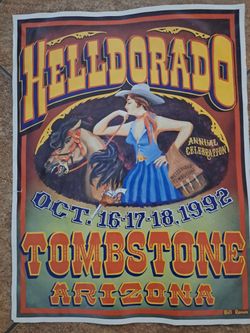 HELLDORADO
ANNUAL
CELEBRATION
OCT. 16-17-18, 1992
TOMBSTONE
ARIZONA